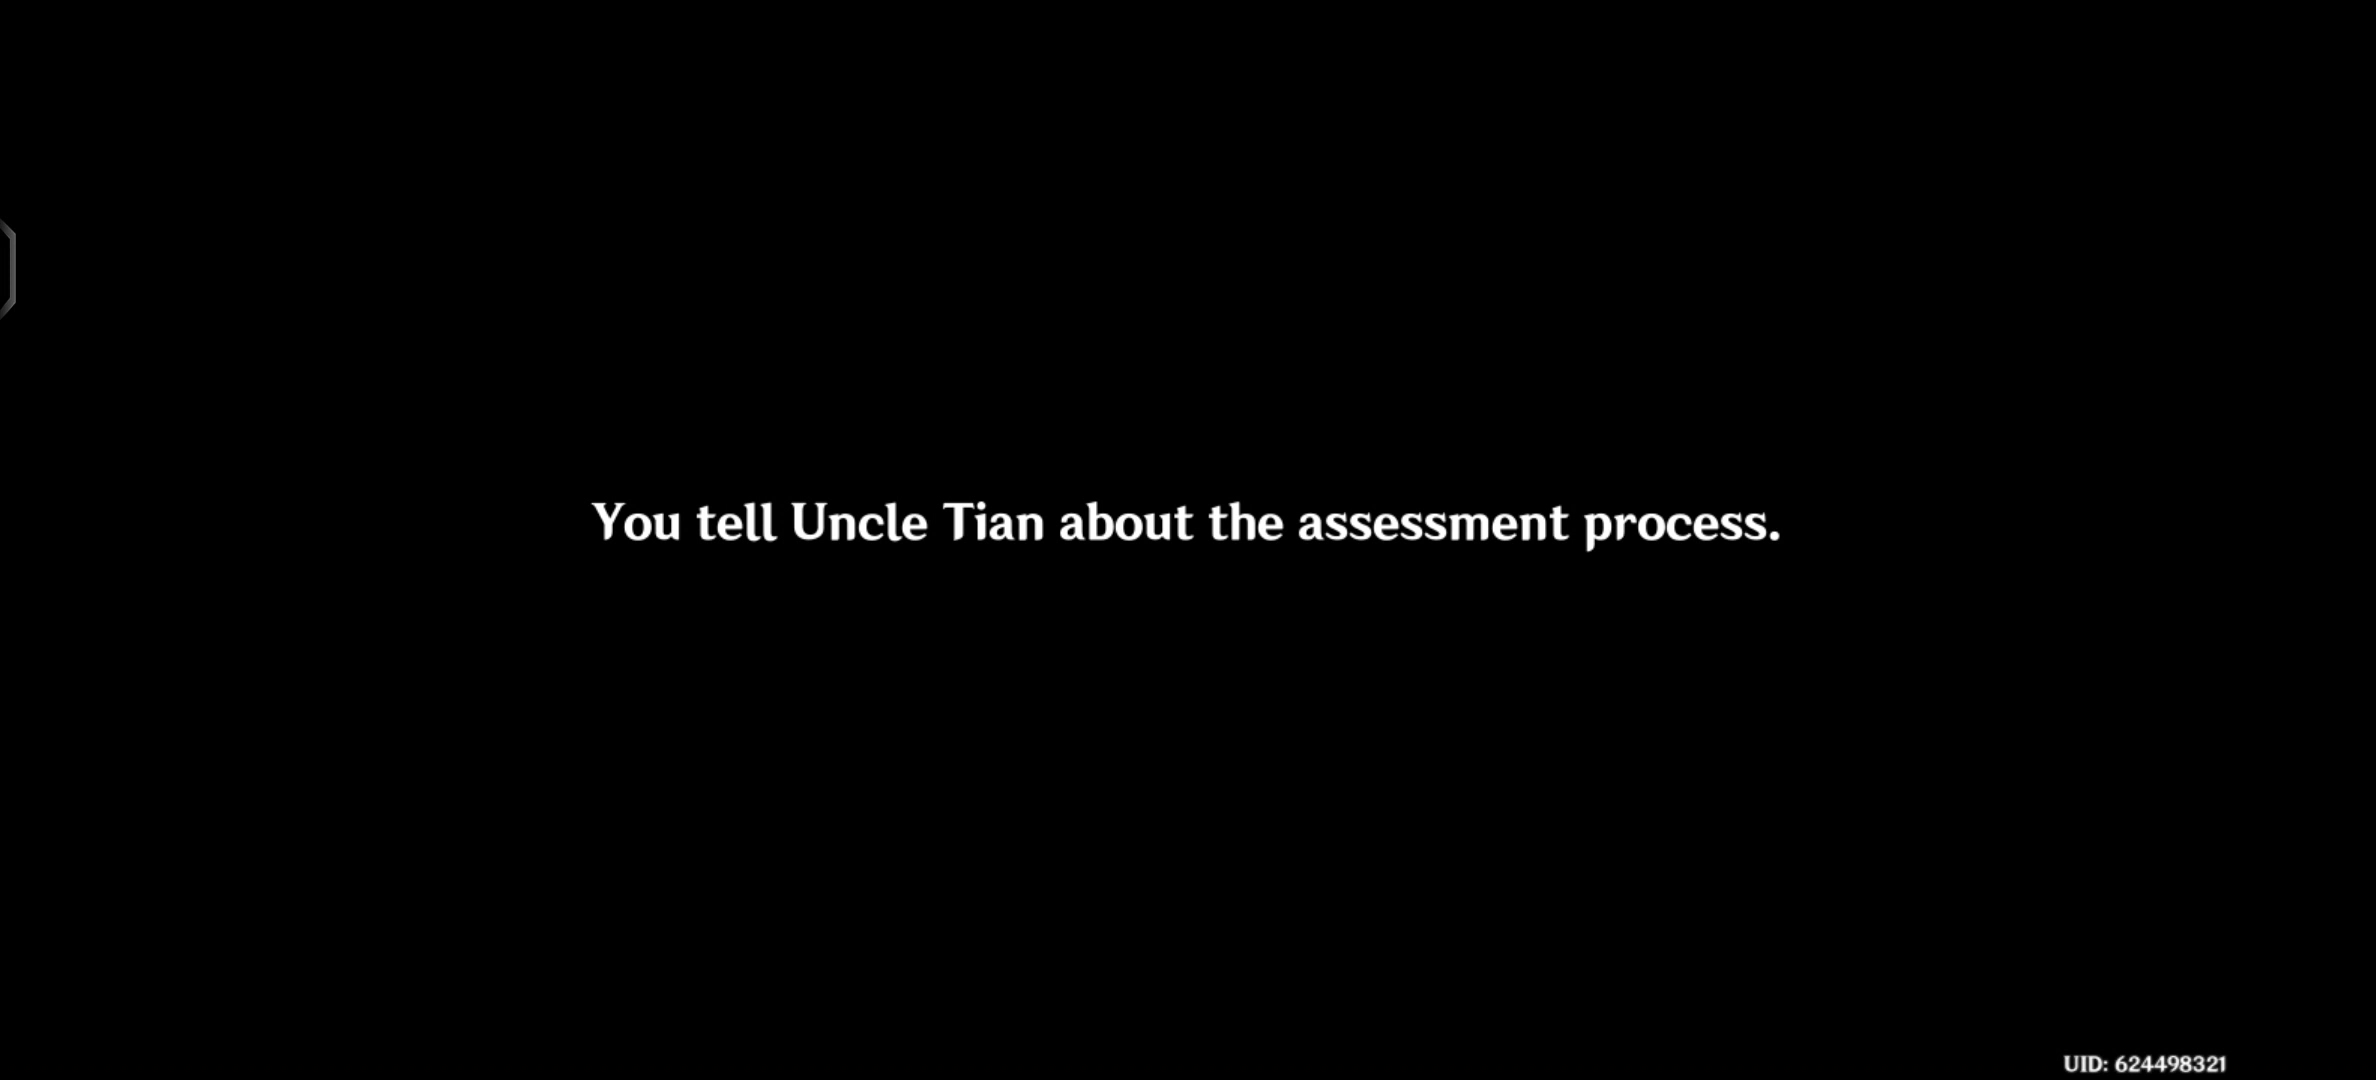 You tell Uncle Tian about the assessment process.
UID: 624498321